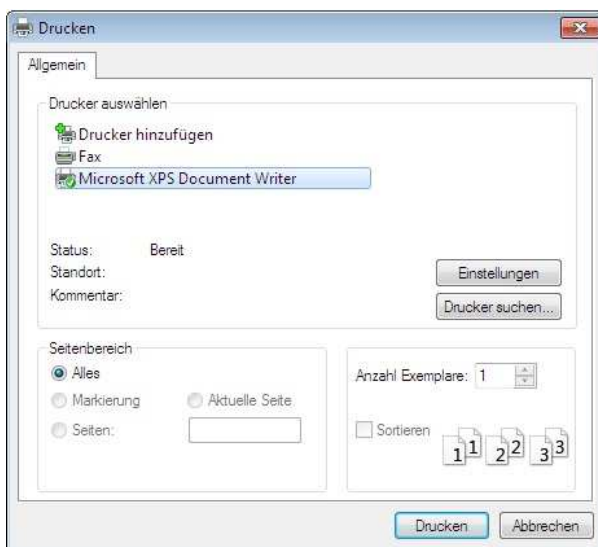 Drucken
Allgemein
Drucker auswählen
Drucker hinzufügen
Fax
Microsoft XPS Document Writer
Status: Bereit
Standort:
Einstellungen
Kommentar:
Drucker suchen...
Seitenbereich
Alles
Anzahl Exemplare: 1
Markierung Aktuelle Seite
Seiten:
Sortieren
1 1 2 2 3 3
Drucken Abbrechen